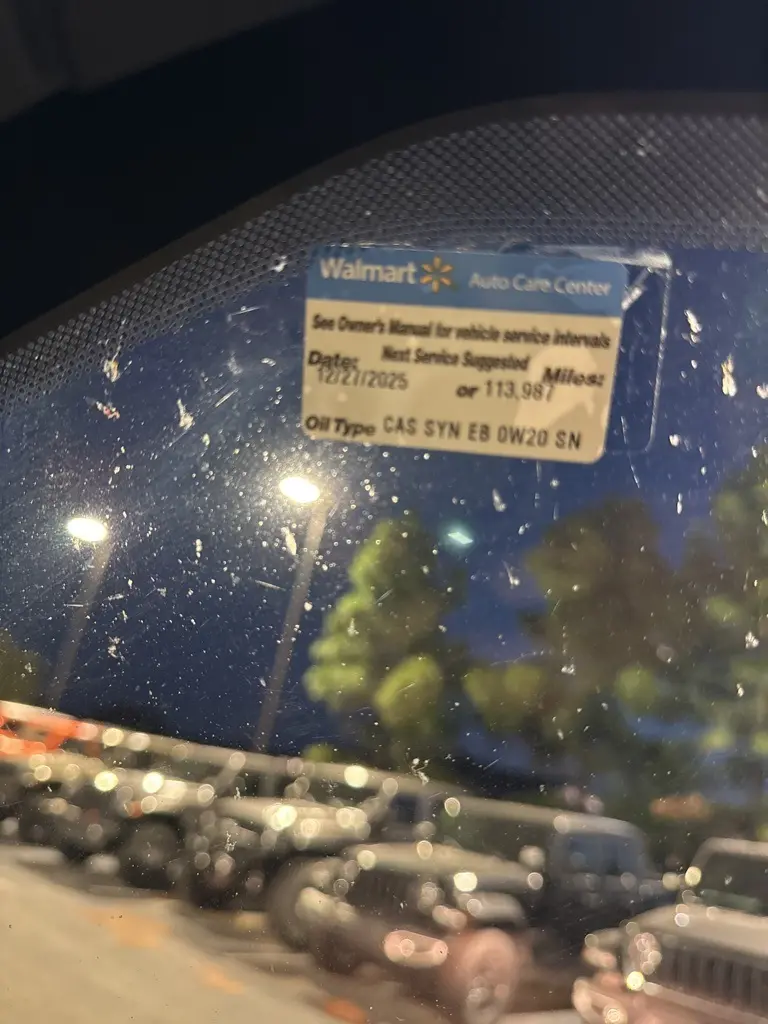 Walmart Auto Care Center
See Owner's Manual for vehicle service intervals
Next Service Suggested
Date: Miles:
12/27/2025 or 113,987
Oil Type CAS SYN EB 0W20 SN